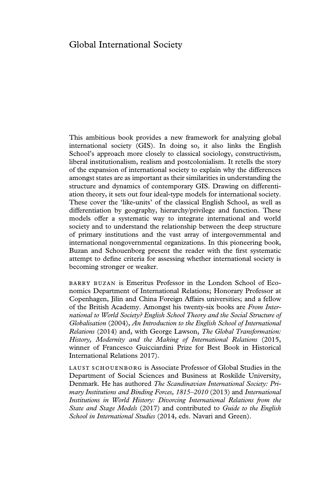 Global International Society
This ambitious book provides a new framework for analyzing global
international society (GIS). In doing so, it also links the English
School's approach more closely to classical sociology, constructivism,
liberal institutionalism, realism and postcolonialism. It retells the story
of the expansion of international society to explain why the differences
amongst states are as important as their similarities in understanding the
structure and dynamics of contemporary GIS. Drawing on differenti-
ation theory, it sets out four ideal-type models for international society.
These cover the 'like-units' of the classical English School, as well as
differentiation by geography, hierarchy/privilege and function. These
models offer a systematic way to integrate international and world
society and to understand the relationship between the deep structure
of primary institutions and the vast array of intergovernmental and
international nongovernmental organizations. In this pioneering book,
Buzan and Schouenborg present the reader with the first systematic
attempt to define criteria for assessing whether international society is
becoming stronger or weaker.
BARRY BUZAN is Emeritus Professor in the London School of Eco-
nomics Department of International Relations; Honorary Professor at
Copenhagen, Jilin and China Foreign Affairs universities; and a fellow
of the British Academy. Amongst his twenty-six books are From Inter-
national to World Society? English School Theory and the Social Structure of
Globalisation (2004), An Introduction to the English School of International
Relations (2014) and, with George Lawson, The Global Transformation:
History, Modernity and the Making of International Relations (2015,
winner of Francesco Guicciardini Prize for Best Book in Historical
International Relations 2017).
LAUST SCHOUENBORG is Associate Professor of Global Studies in the
Department of Social Sciences and Business at Roskilde University,
Denmark. He has authored The Scandinavian International Society: Pri-
mary Institutions and Binding Forces, 1815–2010 (2013) and International
Institutions in World History: Divorcing International Relations from the
State and Stage Models (2017) and contributed to Guide to the English
School in International Studies (2014, eds. Navari and Green).